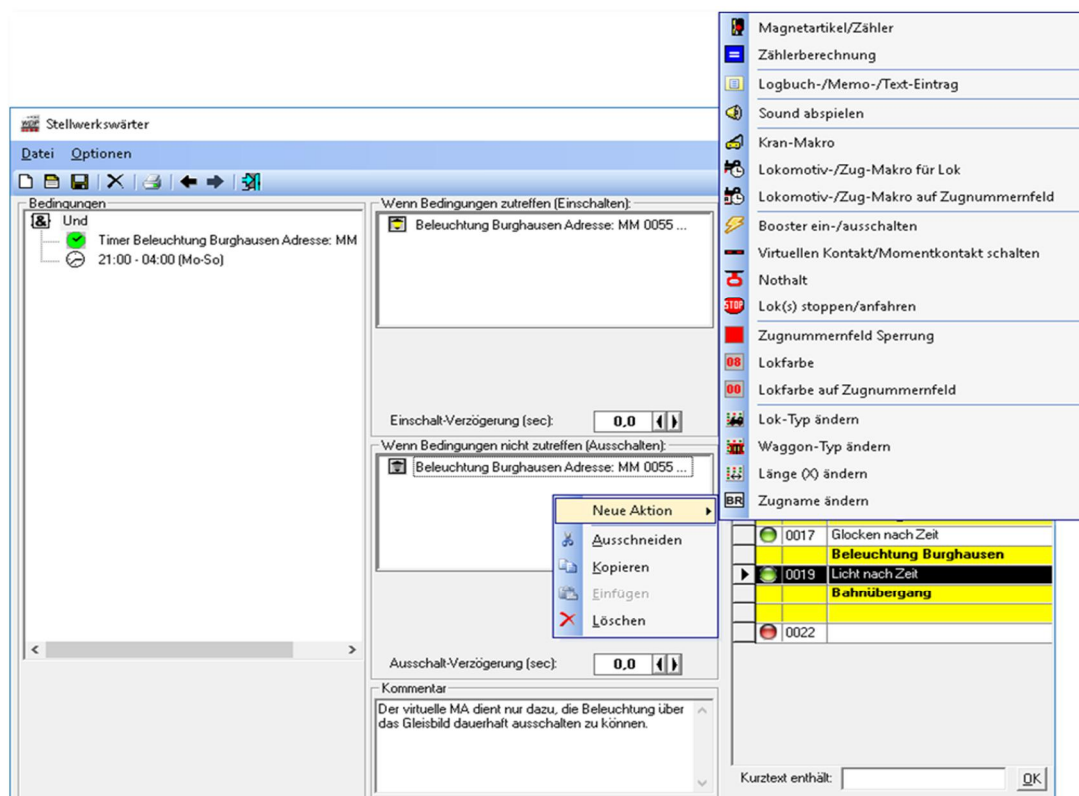 Stellwerkswärter
Datei Optionen
Bedingungen
Und
Timer Beleuchtung Burghausen Adresse: MM
21:00 - 04:00 (Mo-So)
Wenn Bedingungen zutreffen (Einschalten):
Beleuchtung Burghausen Adresse: MM 0055 ...
Einschalt-Verzögerung (sec): 0,0
Wenn Bedingungen nicht zutreffen (Ausschalten):
Beleuchtung Burghausen Adresse: MM 0055 ...
Neue Aktion
Ausschneiden
Kopieren
Einfügen
Löschen
Ausschalt-Verzögerung (sec): 0,0
Kommentar
Der virtuelle MA dient nur dazu, die Beleuchtung über
das Gleisbild dauerhaft ausschalten zu können.
Magnetartikel/Zähler
Zählerberechnung
Logbuch-/Memo-/Text-Eintrag
Sound abspielen
Kran-Makro
Lokomotiv-/Zug-Makro für Lok
Lokomotiv-/Zug-Makro auf Zugnummernfeld
Booster ein-/ausschalten
Virtuellen Kontakt/Momentkontakt schalten
Nothalt
STOP Lok(s) stoppen/anfahren
Zugnummernfeld Sperrung
08 Lokfarbe
00 Lokfarbe auf Zugnummernfeld
Lok-Typ ändern
Waggon-Typ ändern
Länge (X) ändern
BR Zugname ändern
0017 Glocken nach Zeit
Beleuchtung Burghausen
0019 Licht nach Zeit
Bahnübergang
0022
Kurztext enthält: OK